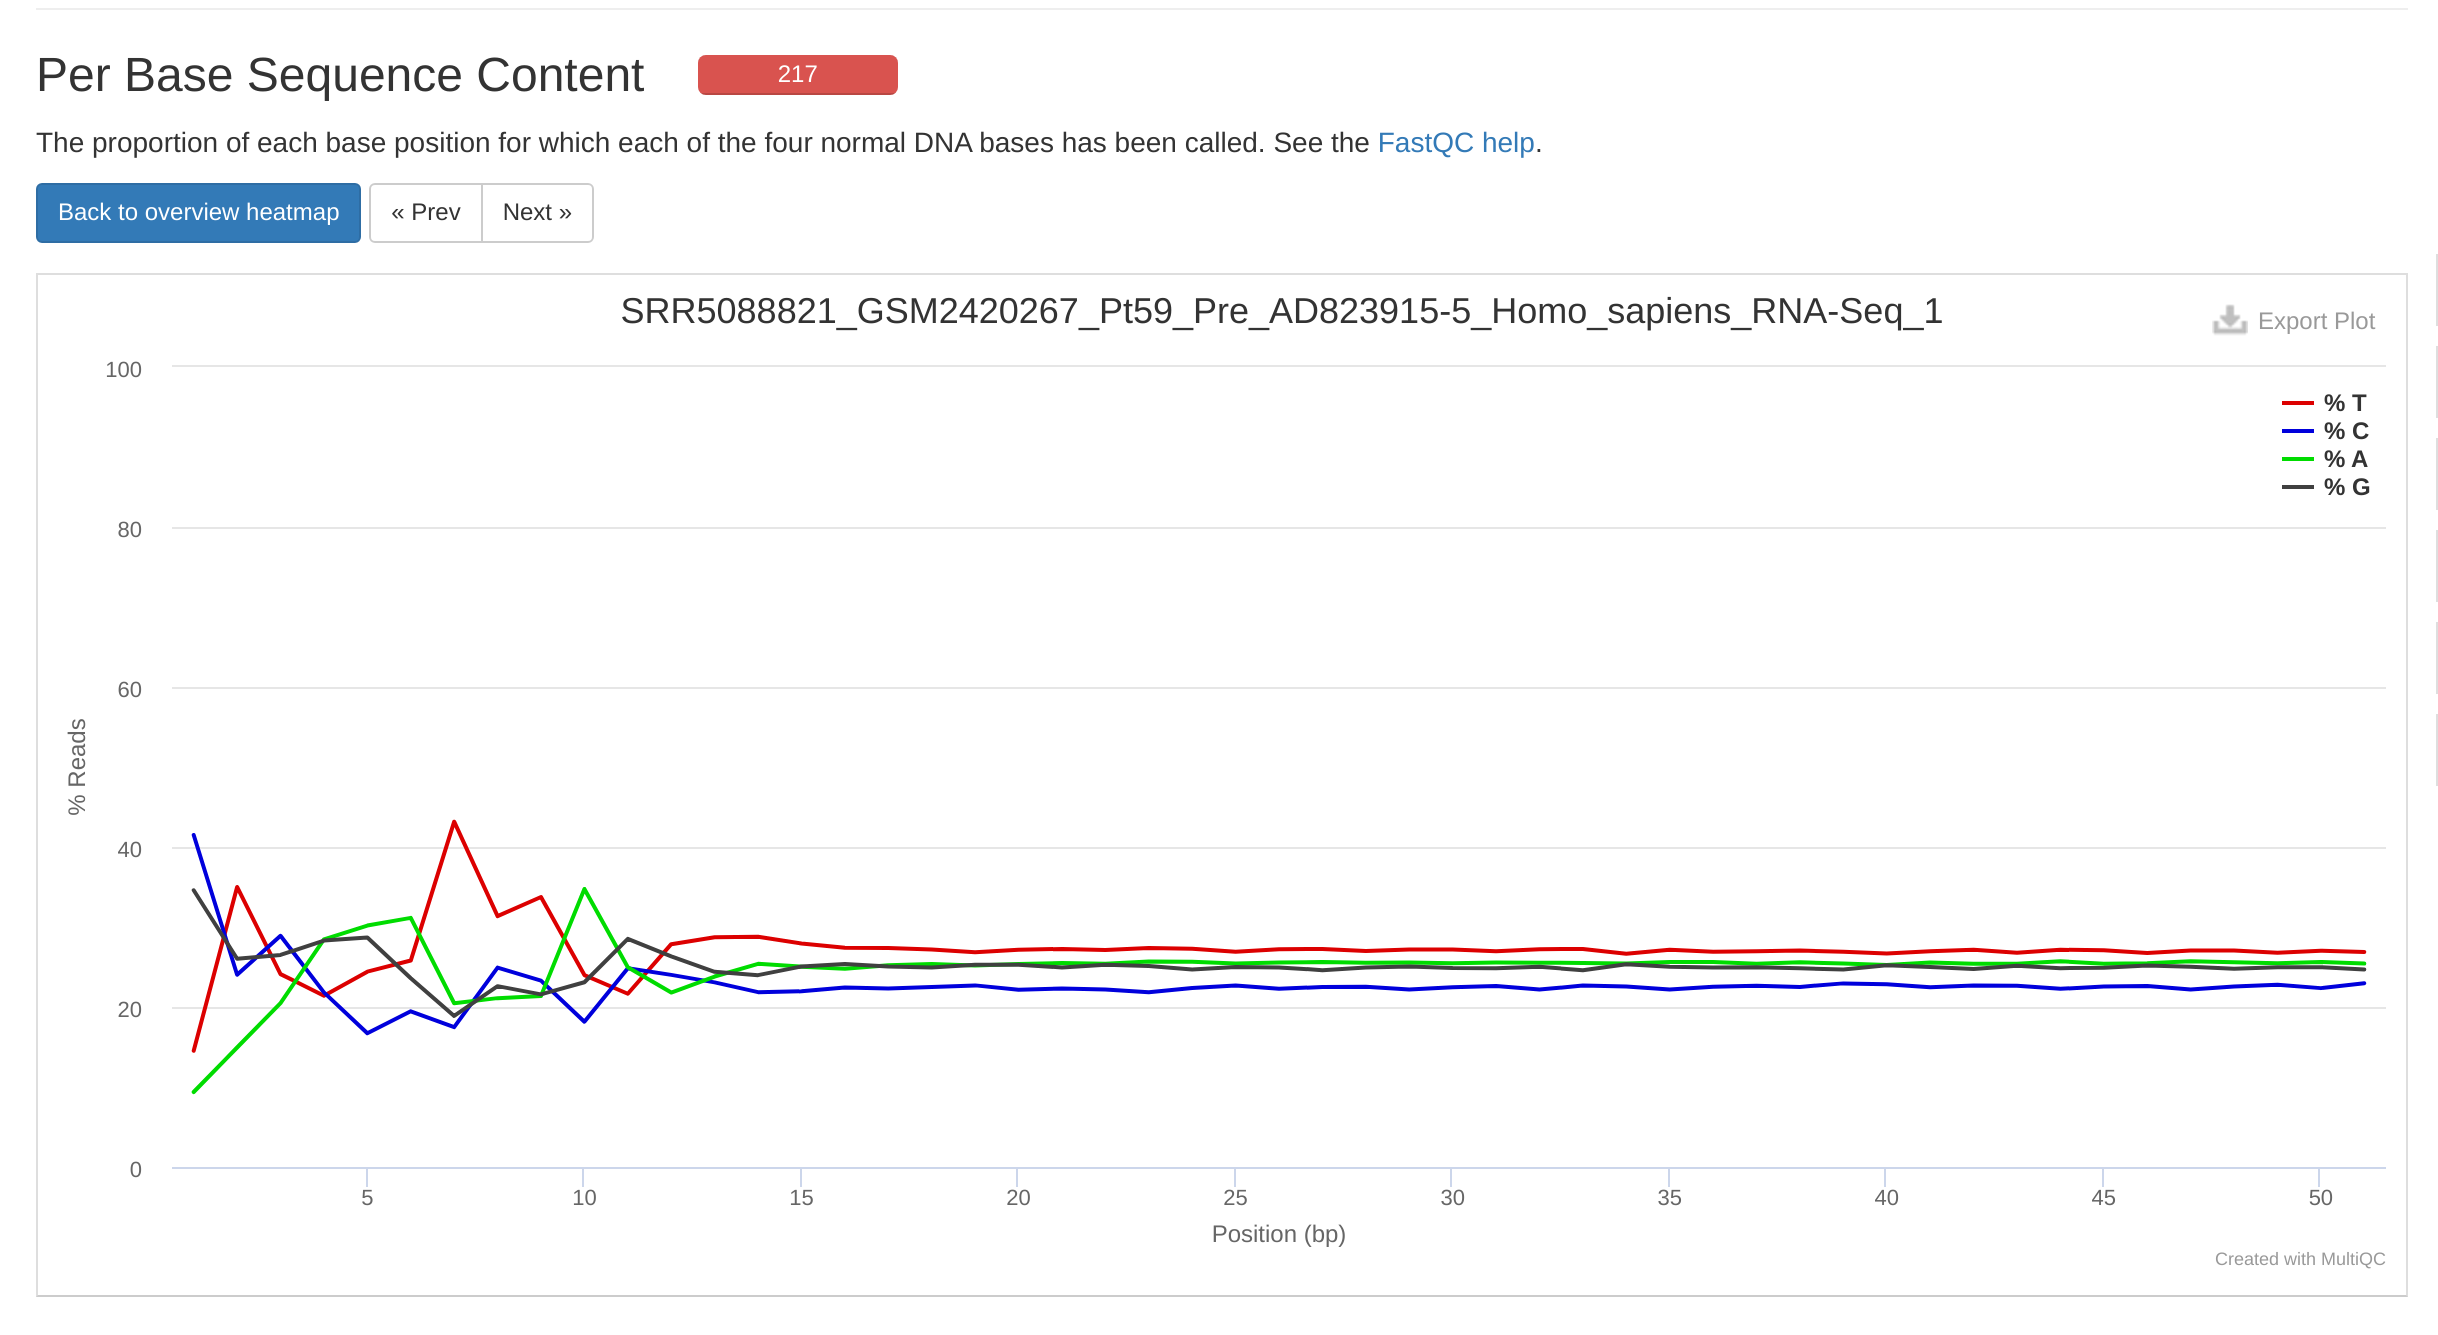 Per Base Sequence Content 217
The proportion of each base position for which each of the four normal DNA bases has been called. See the FastQC help.
Back to overview heatmap « Prev Next »
SRR5088821_GSM2420267_Pt59_Pre_AD823915-5_Homo_sapiens_RNA-Seq_1
Export Plot
% T
% C
% A
% G
100
80
60
40
20
0
% Reads
5 10 15 20 25 30 35 40 45 50
Position (bp)
Created with MultiQC